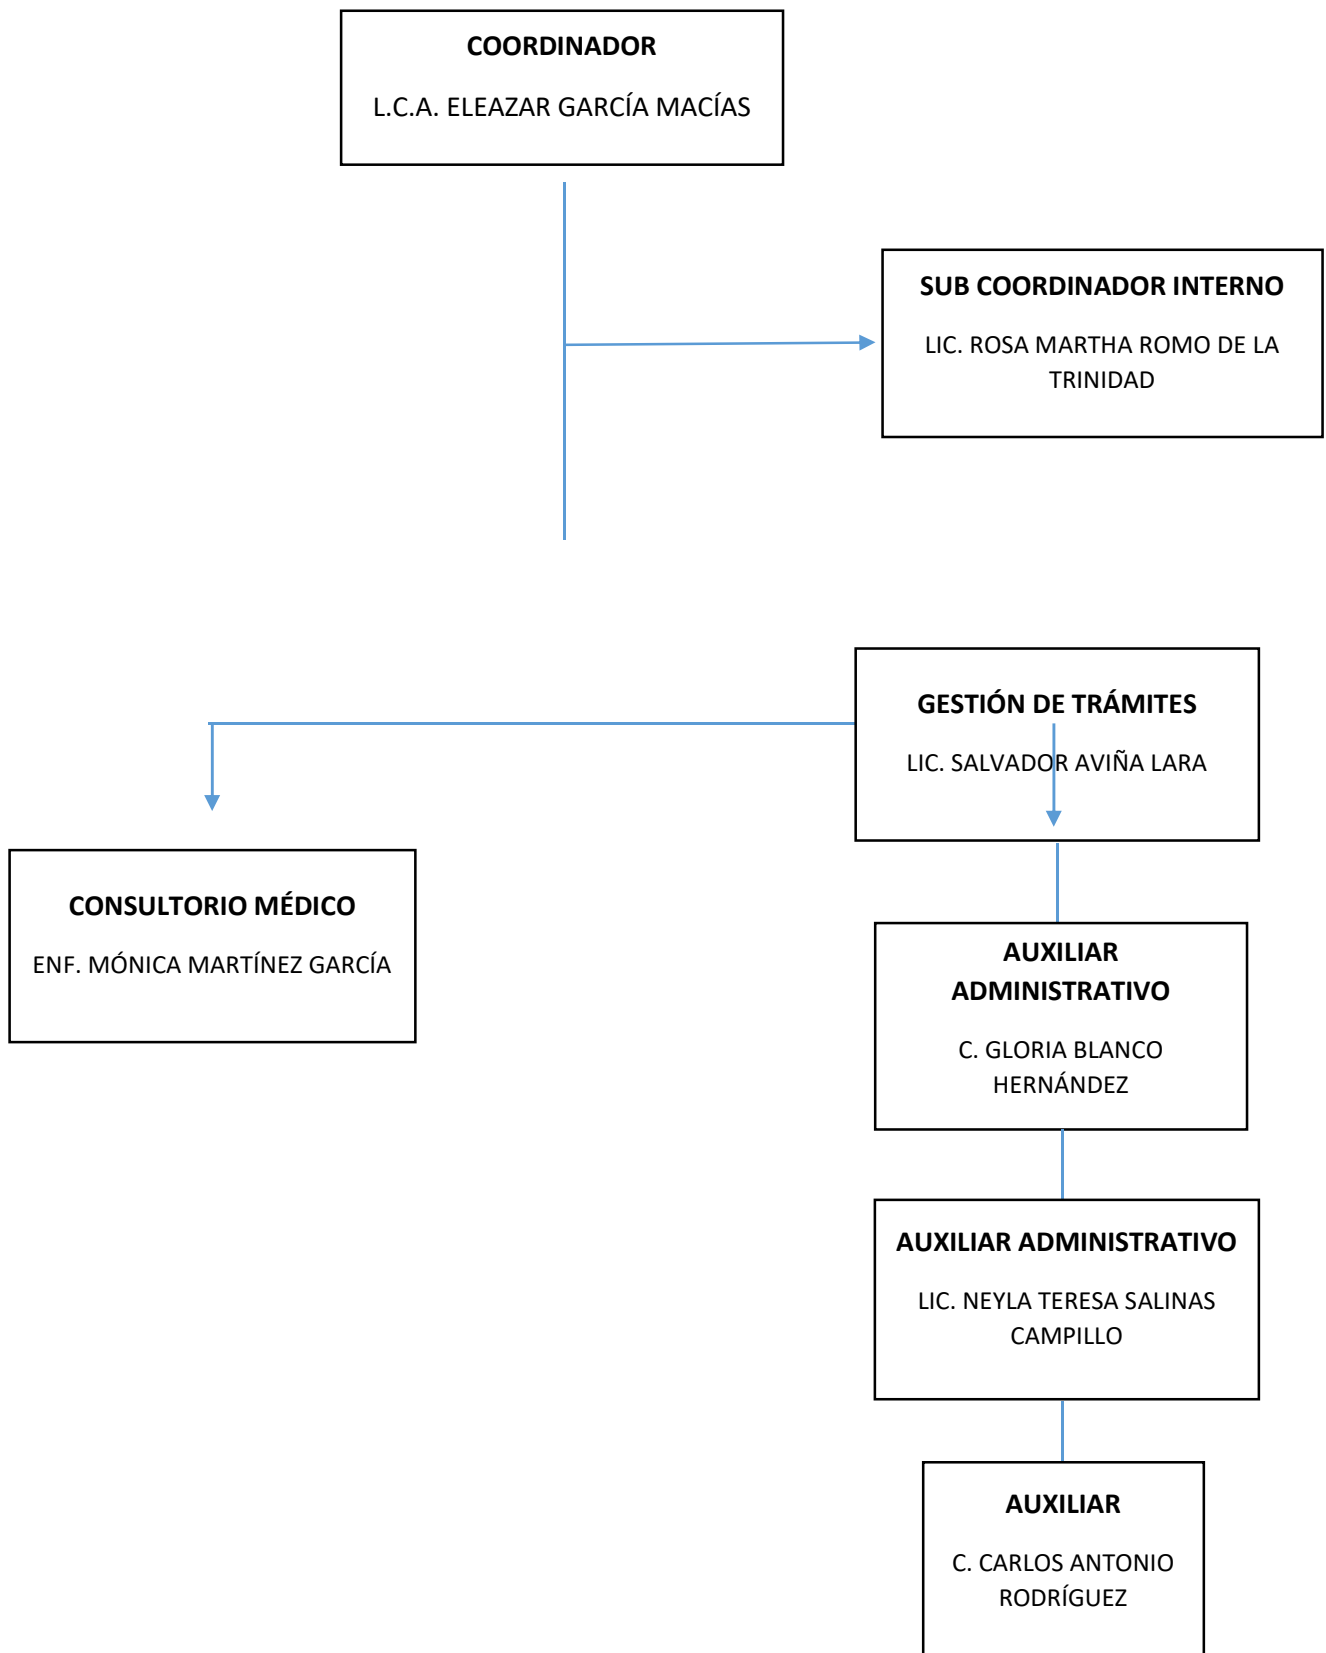 COORDINADOR
L.C.A. ELEAZAR GARCÍA MACÍAS
SUB COORDINADOR INTERNO
LIC. ROSA MARTHA ROMO DE LA
TRINIDAD
GESTIÓN DE TRÁMITES
LIC. SALVADOR AVIÑA LARA
CONSULTORIO MÉDICO
ENF. MÓNICA MARTÍNEZ GARCÍA
AUXILIAR
ADMINISTRATIVO
C. GLORIA BLANCO
HERNÁNDEZ
AUXILIAR ADMINISTRATIVO
LIC. NEYLA TERESA SALINAS
CAMPILLO
AUXILIAR
C. CARLOS ANTONIO
RODRÍGUEZ